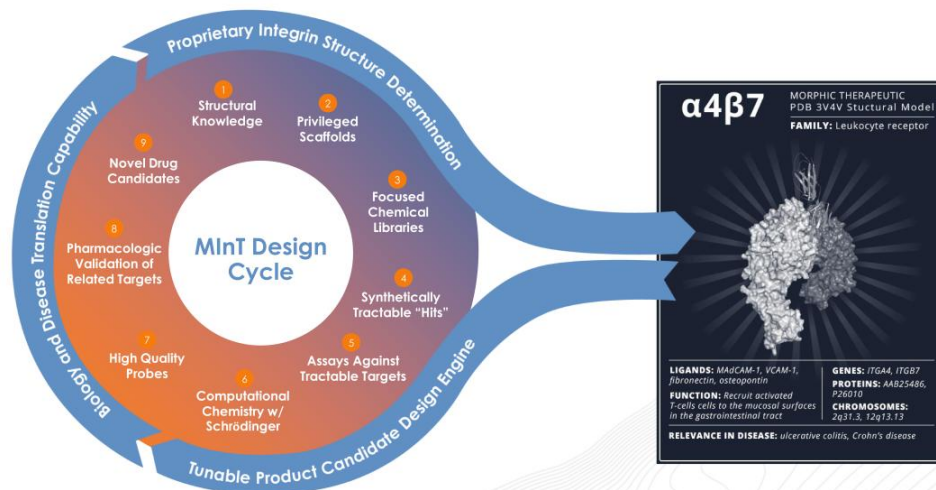 Proprietary Integrin Structure Determination
Biology and Disease Translation Capability
Tunable Product Candidate Design Engine
MInT Design
Cycle
1
Structural
Knowledge
2
Privileged
Scaffolds
3
Focused
Chemical
Libraries
4
Synthetically
Tractable “Hits”
5
Assays Against
Tractable Targets
6
Computational
Chemistry w/
Schrödinger
7
High Quality
Probes
8
Pharmacologic
Validation of
Related Targets
9
Novel Drug
Candidates
α4β7
MORPHIC THERAPEUTIC
PDB 3V4V Stuctural Model
FAMILY: Leukocyte receptor
LIGANDS: MAdCAM-1, VCAM-1,
fibronectin, osteopontin
FUNCTION: Recruit activated
T-cells cells to the mucosal surfaces
in the gastrointestinal tract
GENES: ITGA4, ITGB7
PROTEINS: AAB25486,
P26010
CHROMOSOMES:
2q31.3, 12q13.13
RELEVANCE IN DISEASE: ulcerative colitis, Crohn's disease